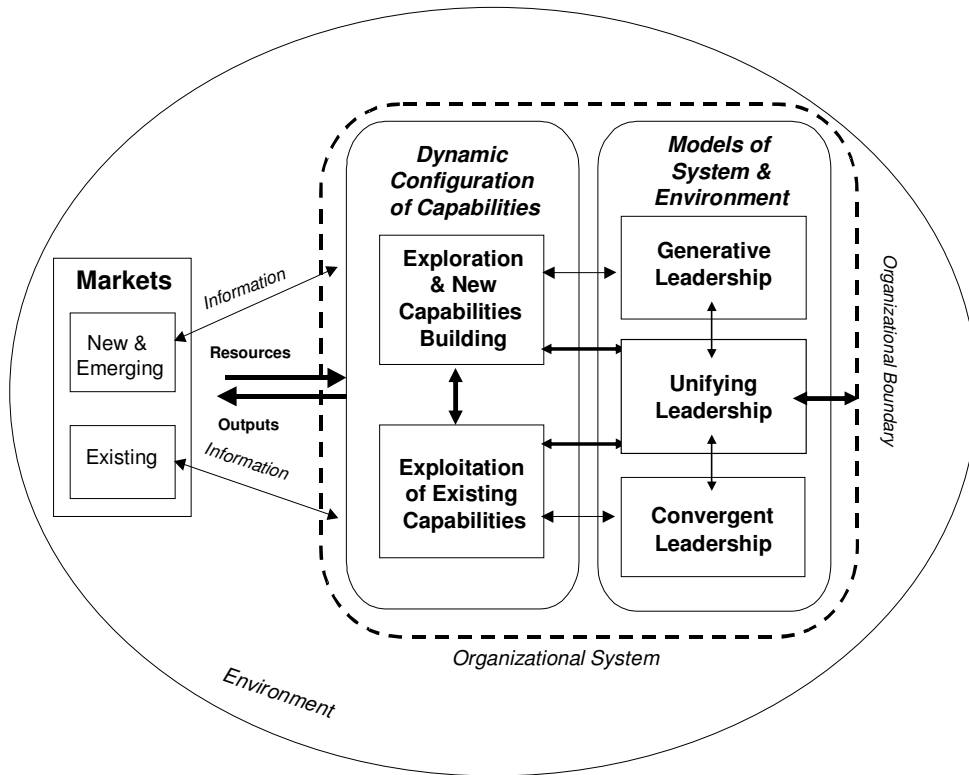 Markets
New &
Emerging
Existing
Information
Resources
Outputs
Information
Dynamic
Configuration
of Capabilities
Exploration
& New
Capabilities
Building
Exploitation
of Existing
Capabilities
Models of
System &
Environment
Generative
Leadership
Unifying
Leadership
Convergent
Leadership
Organizational Boundary
Organizational System
Environment